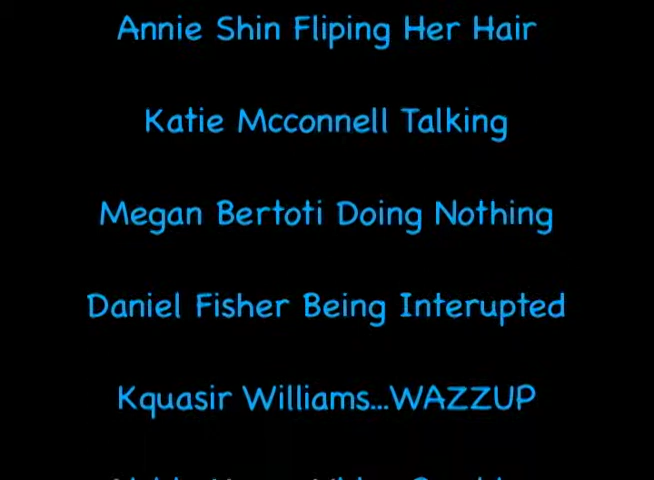 Annie Shin Fliping Her Hair
Katie Mcconnell Talking
Megan Bertoti Doing Nothing
Daniel Fisher Being Interupted
Kquasir Williams...WAZZUP